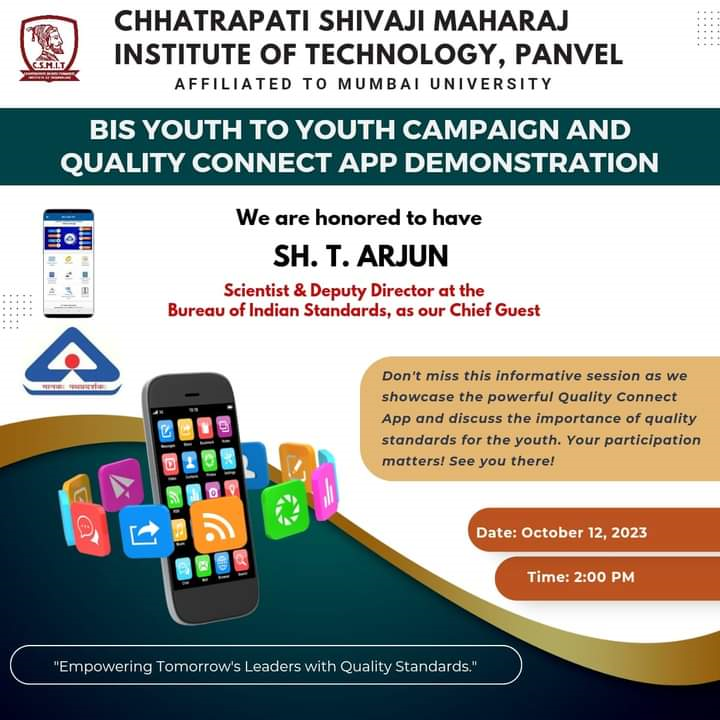 CHHATRAPATI SHIVAJI MAHARAJ
INSTITUTE OF TECHNOLOGY, PANVEL
AFFILIATED TO MUMBAI UNIVERSITY
C.S.M.I.T.
BIS YOUTH TO YOUTH CAMPAIGN AND
QUALITY CONNECT APP DEMONSTRATION
We are honored to have
SH. T. ARJUN
Scientist & Deputy Director at the
Bureau of Indian Standards, as our Chief Guest
मानकः पथप्रदर्शकः
Don't miss this informative session as we
showcase the powerful Quality Connect
App and discuss the importance of quality
standards for the youth. Your participation
matters! See you there!
Date: October 12, 2023
Time: 2:00 PM
"Empowering Tomorrow's Leaders with Quality Standards."